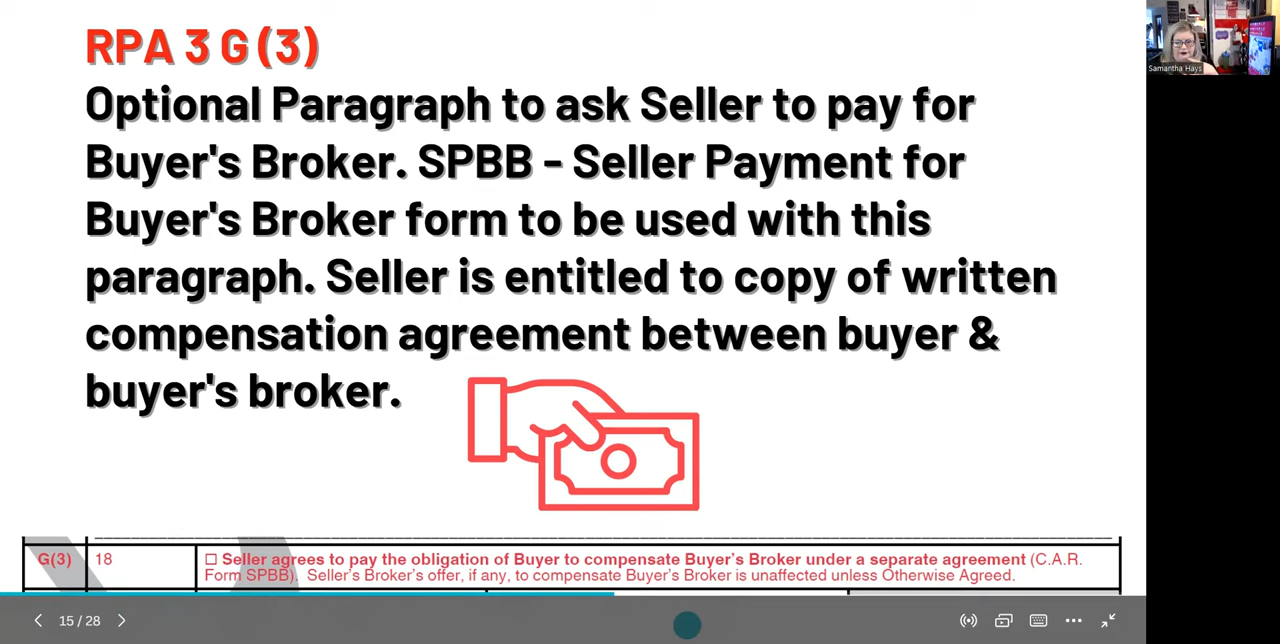 RPA 3 G (3)
Optional Paragraph to ask Seller to pay for
Buyer's Broker. SPBB - Seller Payment for
Buyer's Broker form to be used with this
paragraph. Seller is entitled to copy of written
compensation agreement between buyer &
buyer's broker.
Samantha Hays
G(3) 18 ☐ Seller agrees to pay the obligation of Buyer to compensate Buyer's Broker under a separate agreement (C.A.R.
Form SPBB). Seller's Broker's offer, if any, to compensate Buyer's Broker is unaffected unless Otherwise Agreed.
15 / 28